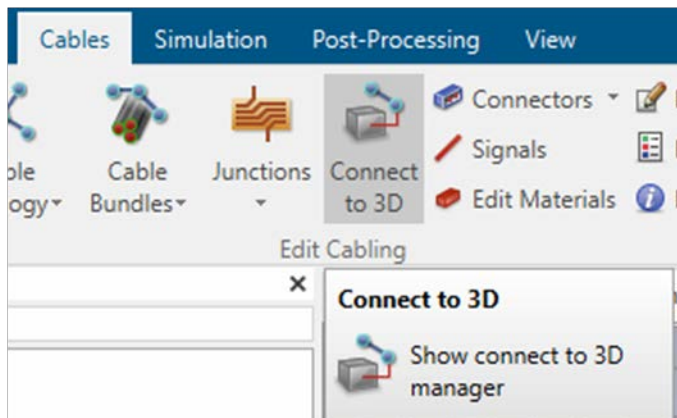 Cables Simulation Post-Processing View
Connectors
Cable Junctions Connect Signals
Bundles to 3D Edit Materials
Edit Cabling
Connect to 3D
Show connect to 3D
manager